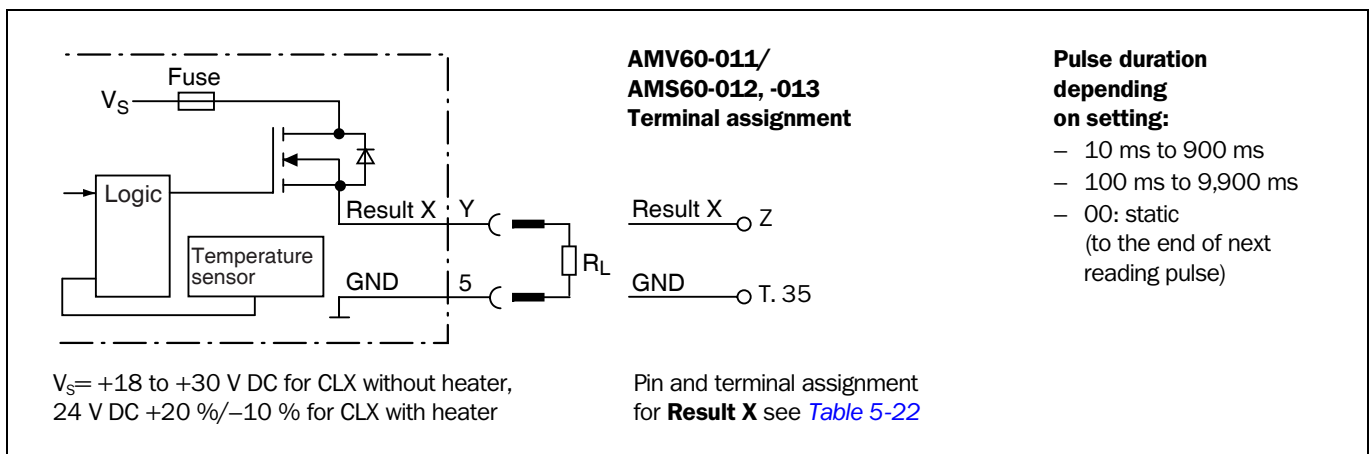 Fuse
VS
Logic
Temperature
sensor
Result X
Y
GND
5
RL
AMV60-011/
AMS60-012, -013
Terminal assignment
Result X
Z
GND
T. 35
Pulse duration
depending
on setting:
– 10 ms to 900 ms
– 100 ms to 9,900 ms
– 00: static
(to the end of next
reading pulse)
VS= +18 to +30 V DC for CLX without heater,
24 V DC +20 %/–10 % for CLX with heater
Pin and terminal assignment
for Result X see Table 5-22